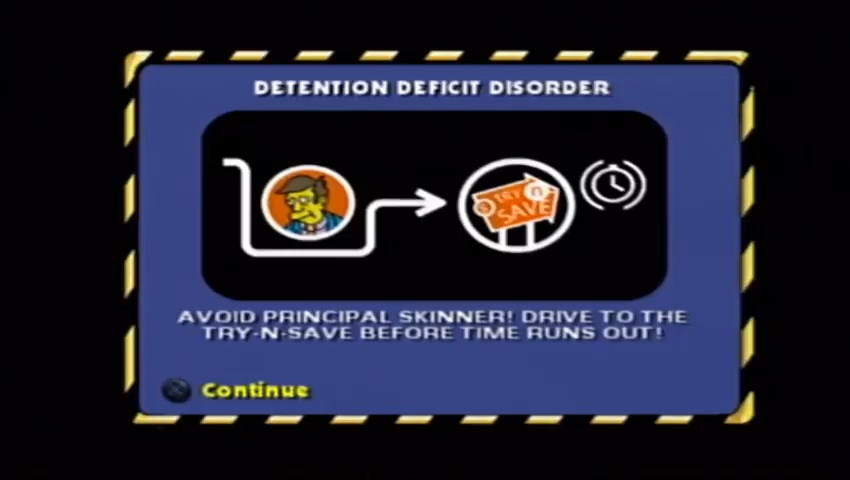 DETENTION DEFICIT DISORDER
TRY n
$ SAVE
AVOID PRINCIPAL SKINNER! DRIVE TO THE
TRY-N-SAVE BEFORE TIME RUNS OUT!
Continue